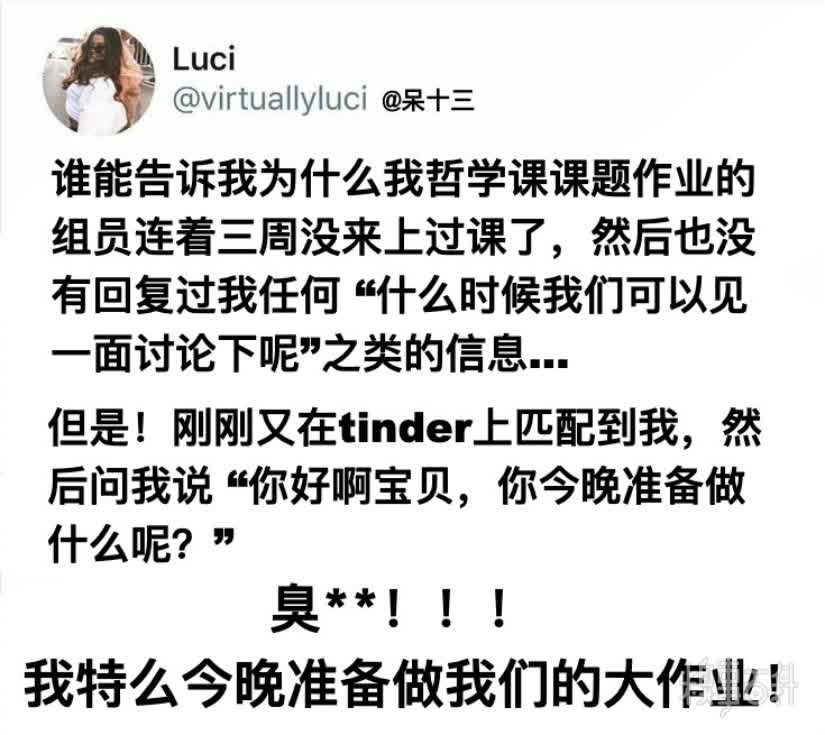 Luci
@virtuallyluci @呆十三
谁能告诉我为什么我哲学课课题作业的
组员连着三周没来上过课了，然后也没
有回复过我任何 “什么时候我们可以见
一面讨论下呢”之类的信息...
但是！刚刚又在tinder上匹配到我，然
后问我说 “你好啊宝贝，你今晚准备做
什么呢？”
臭**！！！
我特么今晚准备做我们的大作业！